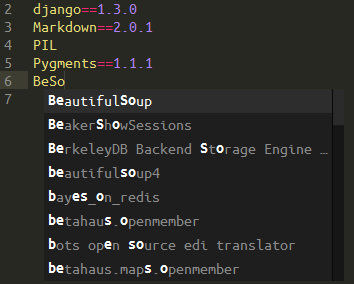 2 django==1.3.0
3 Markdown==2.0.1
4 PIL
5 Pygments==1.1.1
6 BeSo
7
BeautifulSoup
BeakerShowSessions
BerkeleyDB Backend Storage Engine …
beautifulsoup4
bayes_on_redis
betahaus.openmember
bots open source edi translator
betahaus.maps.openmember